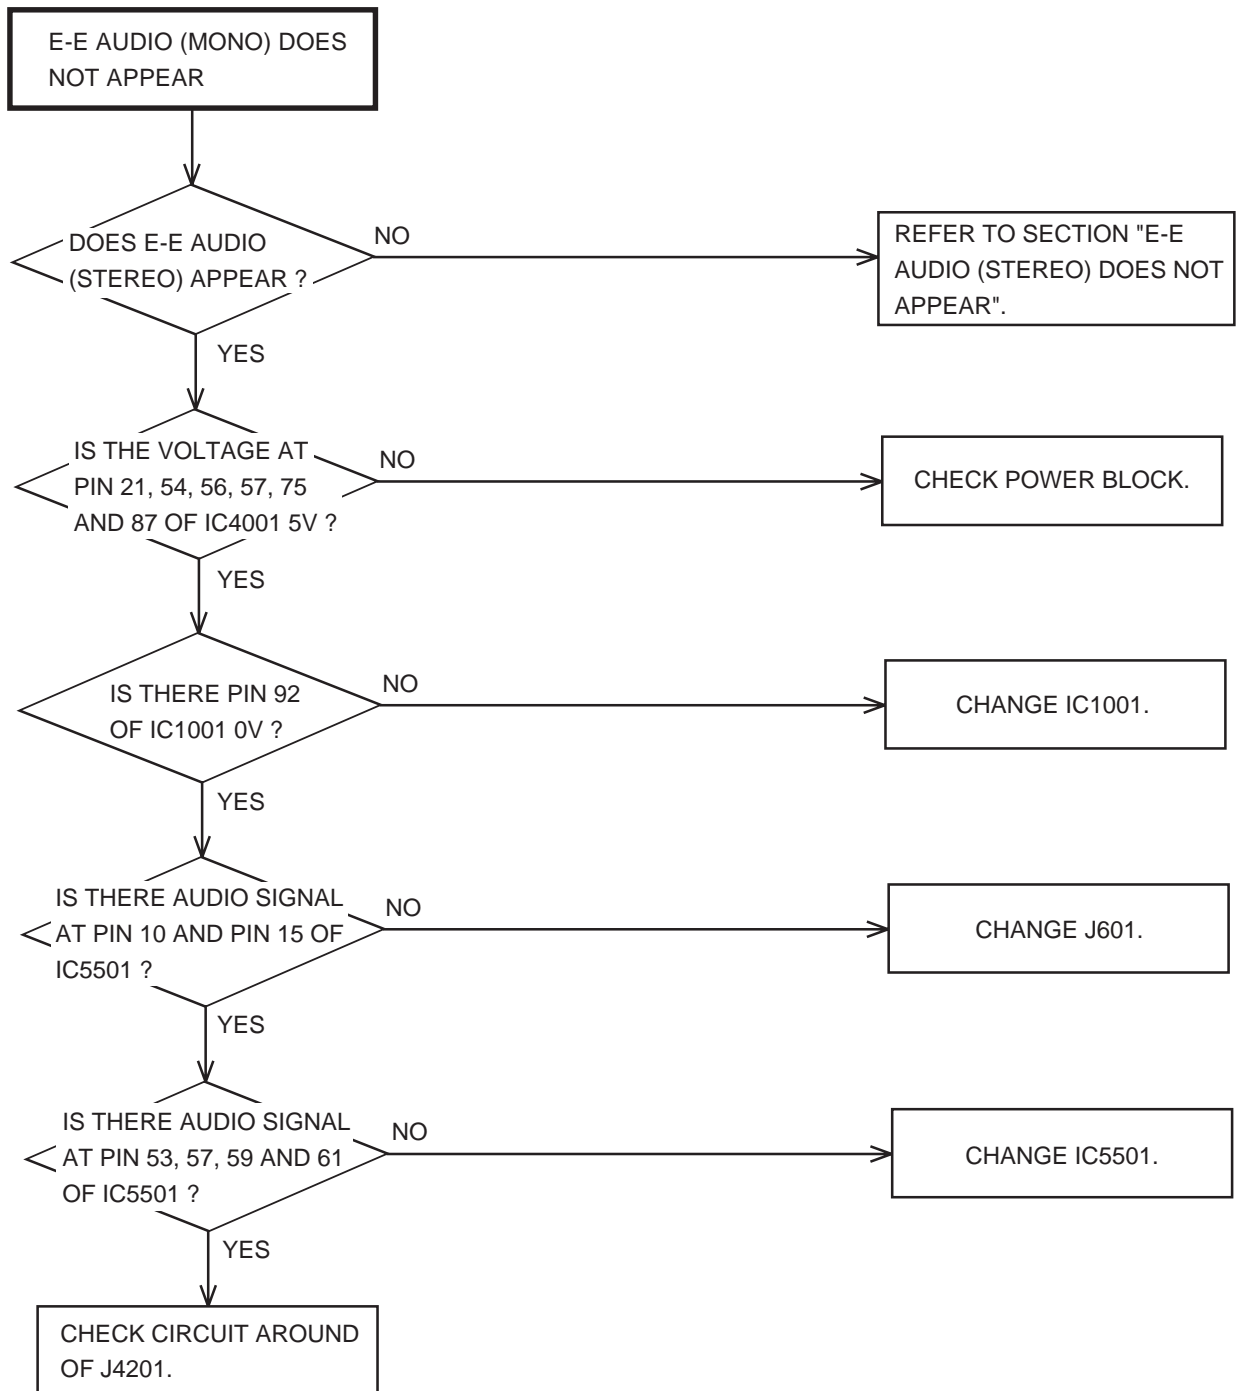 E-E AUDIO (MONO) DOES
NOT APPEAR
DOES E-E AUDIO
(STEREO) APPEAR ?
NO
REFER TO SECTION "E-E
AUDIO (STEREO) DOES NOT
APPEAR".
YES
IS THE VOLTAGE AT
PIN 21, 54, 56, 57, 75
AND 87 OF IC4001 5V ?
NO
CHECK POWER BLOCK.
YES
IS THERE PIN 92
OF IC1001 0V ?
NO
CHANGE IC1001.
YES
IS THERE AUDIO SIGNAL
AT PIN 10 AND PIN 15 OF
IC5501 ?
NO
CHANGE J601.
YES
IS THERE AUDIO SIGNAL
AT PIN 53, 57, 59 AND 61
OF IC5501 ?
NO
CHANGE IC5501.
YES
CHECK CIRCUIT AROUND
OF J4201.